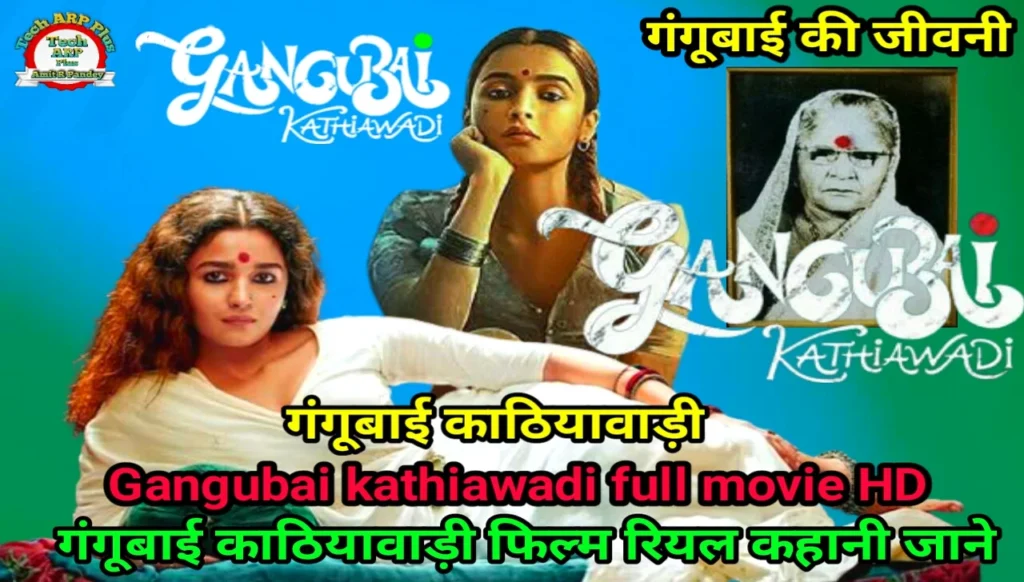 Tech ARP Plus
Tech
ARP
Plus
Amit R Pandey
गंगूबाई की जीवनी
GANGUBAI
KATHIAWADI
GANGUBAI
KATHIAWADI
गंगूबाई काठियावाड़ी
Gangubai kathiawadi full movie HD
गंगूबाई काठियावाड़ी फिल्म रियल कहानी जाने